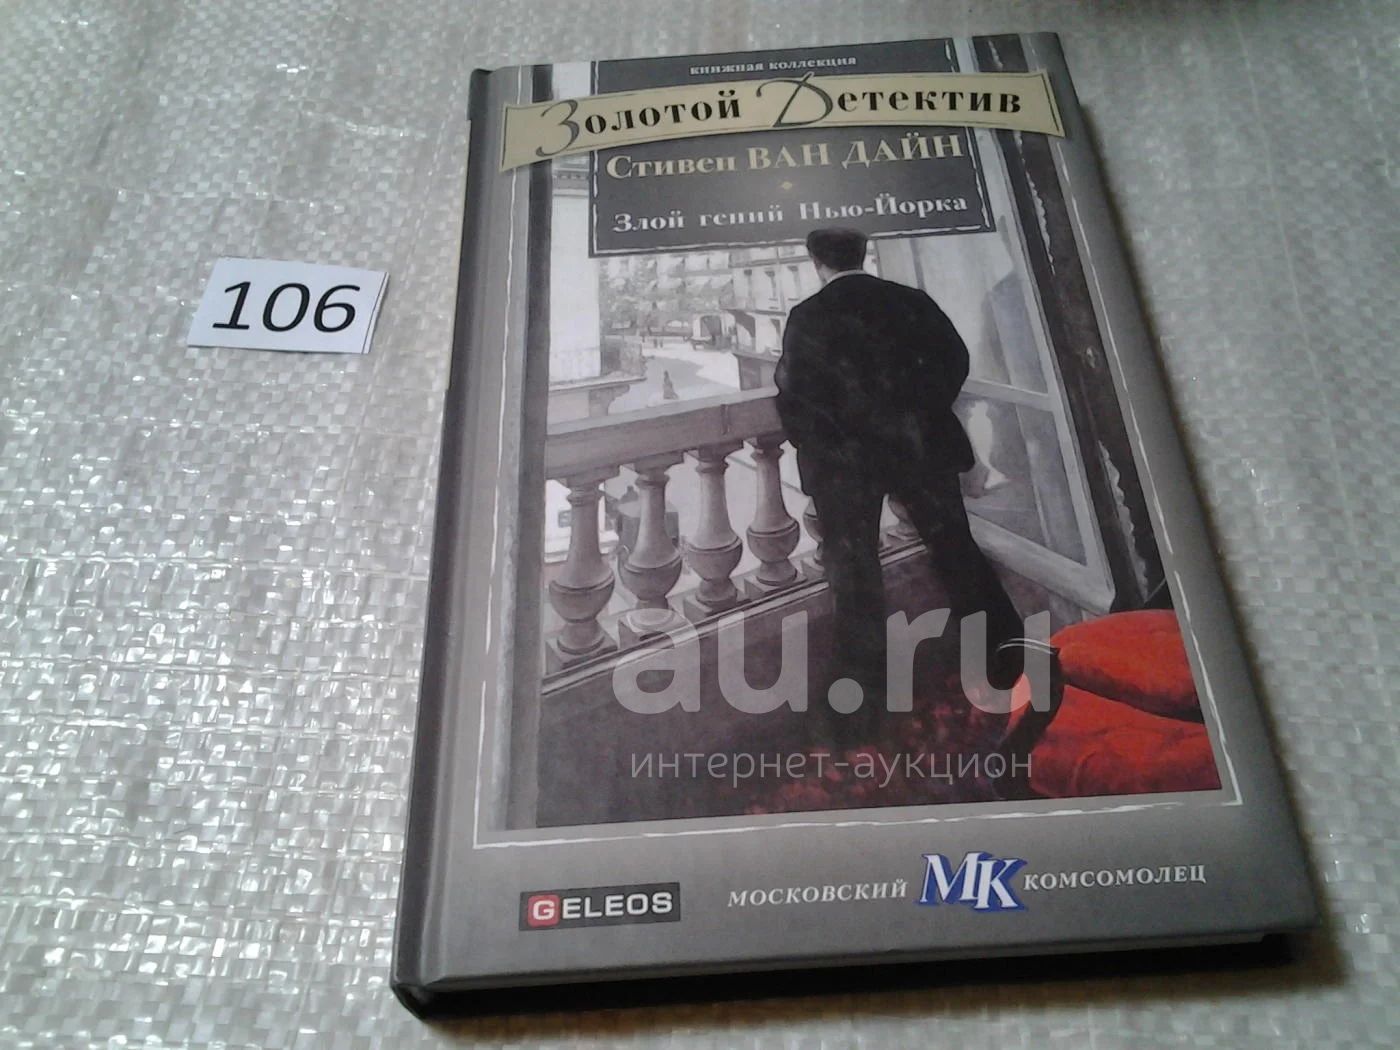 книжная коллекция
Золотой Детектив
Стивен ВАН ДАЙН
Злой гений Нью-Йорка
106
au.ru
интернет-аукцион
GELEOS
МОСКОВСКИЙ МК КОМСОМОЛЕЦ